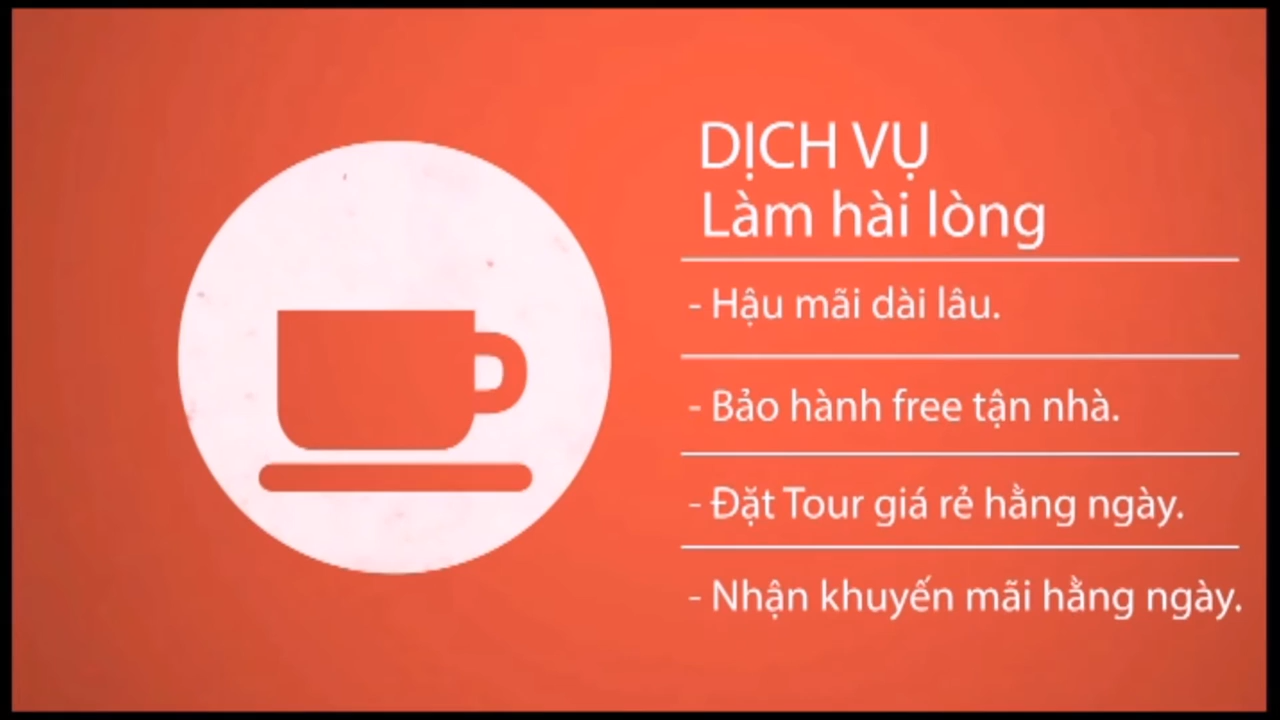 DỊCH VỤ
Làm hài lòng
- Hậu mãi dài lâu.
- Bảo hành free tận nhà.
- Đặt Tour giá rẻ hằng ngày.
- Nhận khuyến mãi hằng ngày.